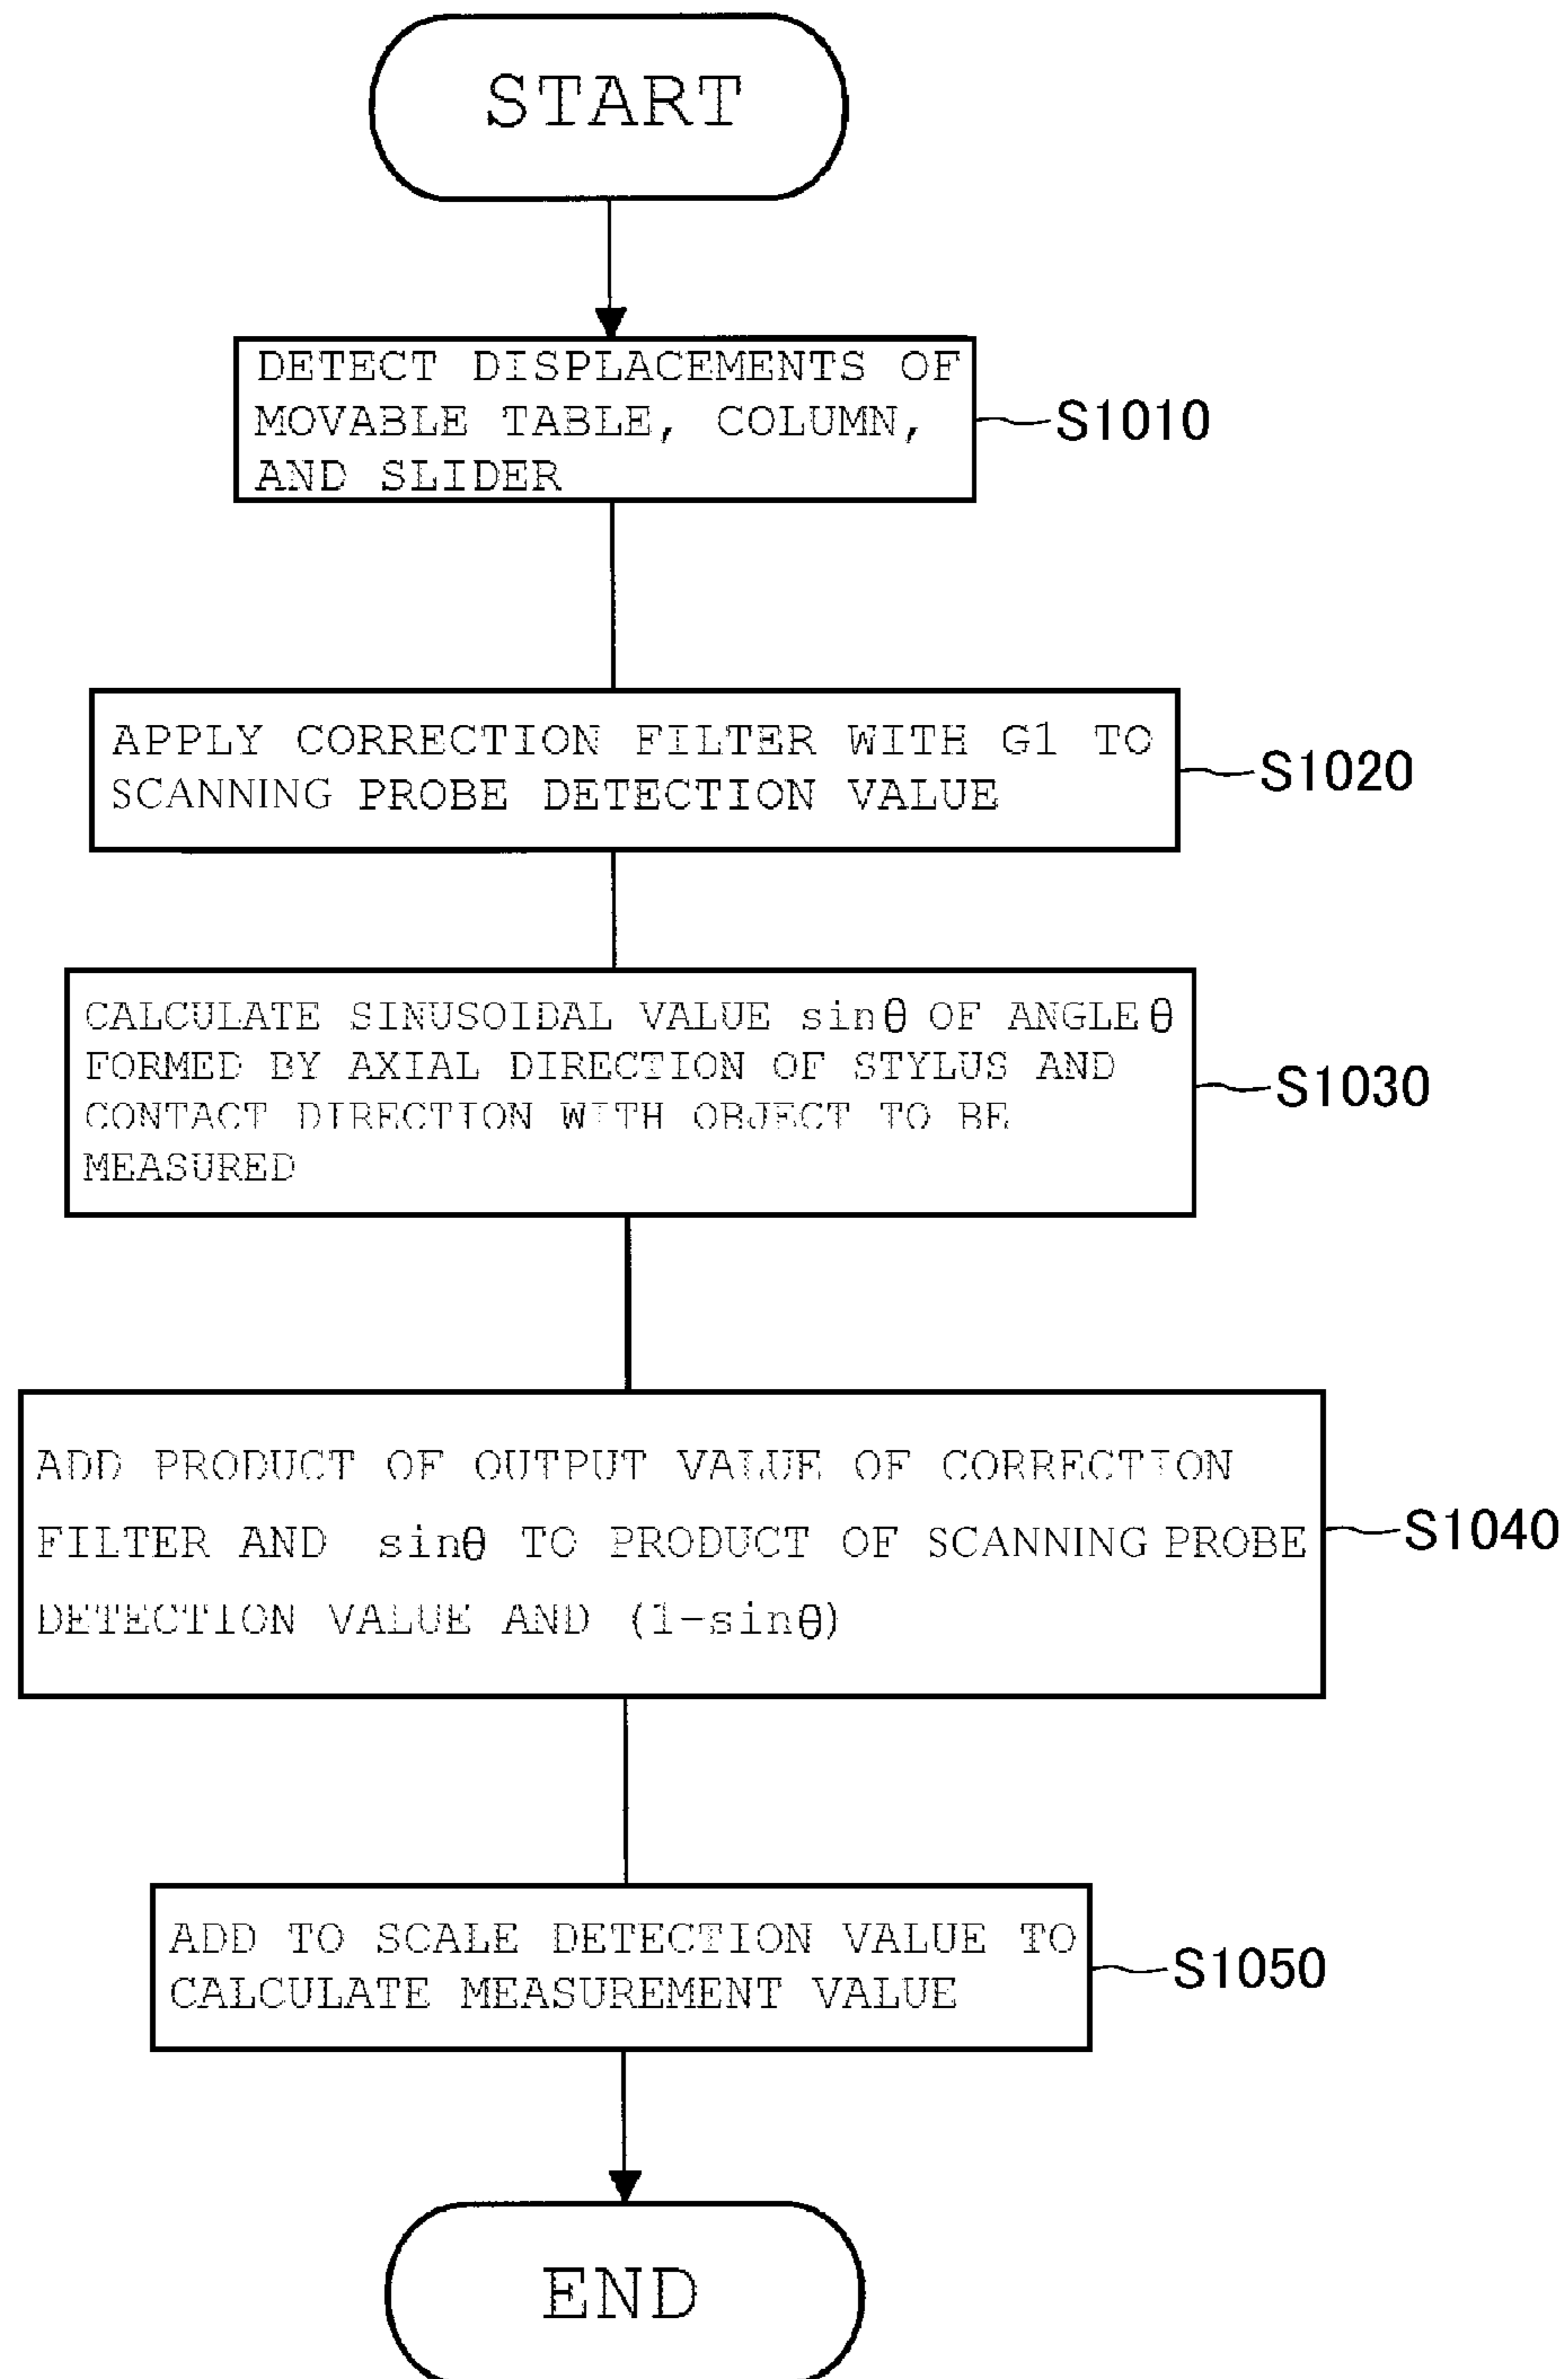 START
DETECT DISPLACEMENTS OF
MOVABLE TABLE, COLUMN,
AND SLIDER
S1010
APPLY CORRECTION FILTER WITH G1 TO
SCANNING PROBE DETECTION VALUE
S1020
CALCULATE SINUSOIDAL VALUE sinθ OF ANGLE θ
FORMED BY AXIAL DIRECTION OF STYLUS AND
CONTACT DIRECTION WITH OBJECT TO BE
MEASURED
S1030
ADD PRODUCT OF OUTPUT VALUE OF CORRECTION
FILTER AND sinθ TO PRODUCT OF SCANNING PROBE
DETECTION VALUE AND (1-sinθ)
S1040
ADD TO SCALE DETECTION VALUE TO
CALCULATE MEASUREMENT VALUE
S1050
END